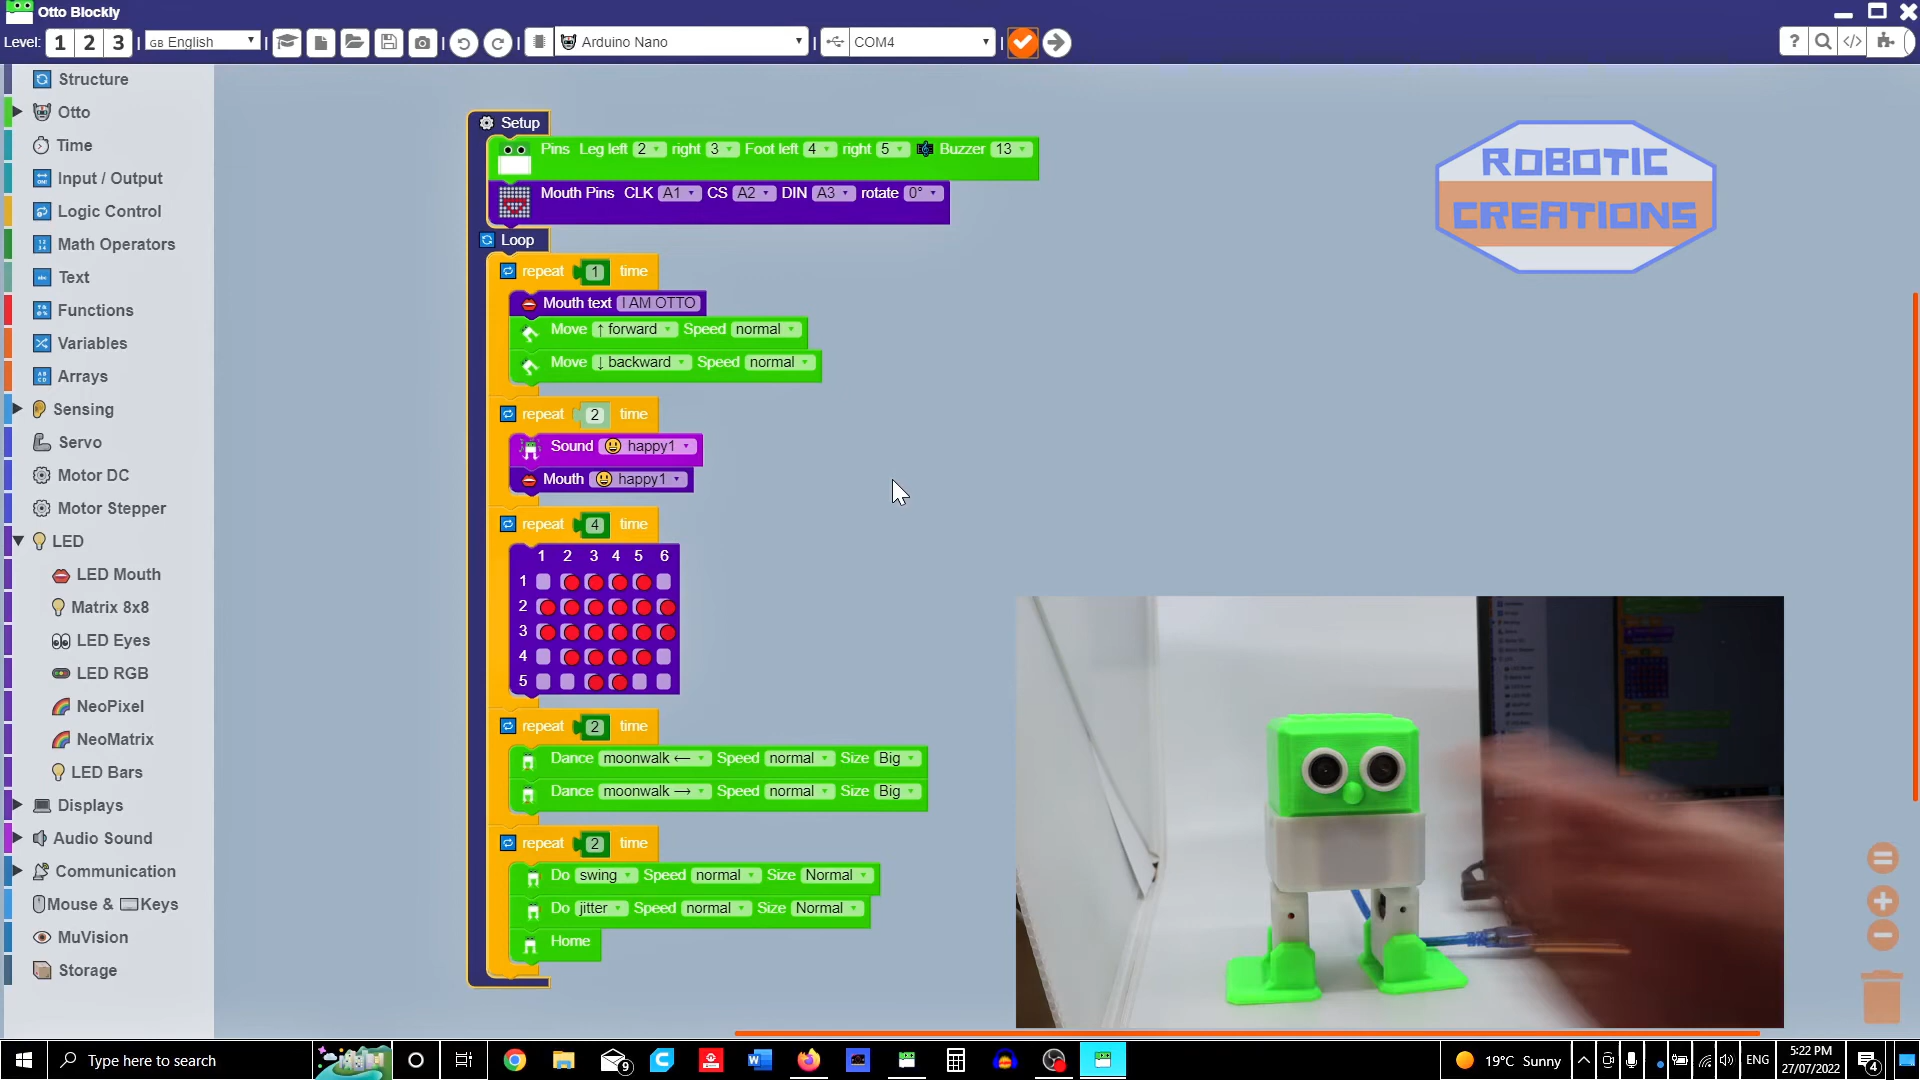 Otto Blockly
Level: 1 2 3 GB English Arduino Nano COM4 ? </>
Structure
Otto
Time
Input / Output
Logic Control
Math Operators
Text
Functions
Variables
Arrays
Sensing
Servo
Motor DC
Motor Stepper
LED
LED Mouth
Matrix 8x8
LED Eyes
LED RGB
NeoPixel
NeoMatrix
LED Bars
Displays
Audio Sound
Communication
Mouse & Keys
MuVision
Storage
Setup
Pins Leg left 2 right 3 Foot left 4 right 5 Buzzer 13
Mouth Pins CLK A1 CS A2 DIN A3 rotate 0°
Loop
repeat 1 time
Mouth text I AM OTTO
Move ↑ forward Speed normal
Move ↓ backward Speed normal
repeat 2 time
Sound happy1
Mouth happy1
repeat 4 time
1 2 3 4 5 6
1
2
3
4
5
repeat 2 time
Dance moonwalk ← Speed normal Size Big
Dance moonwalk → Speed normal Size Big
repeat 2 time
Do swing Speed normal Size Normal
Do jitter Speed normal Size Normal
Home
ROBOTIC
CREATIONS
Type here to search
9
19°C Sunny
ENG
5:22 PM
27/07/2022
4